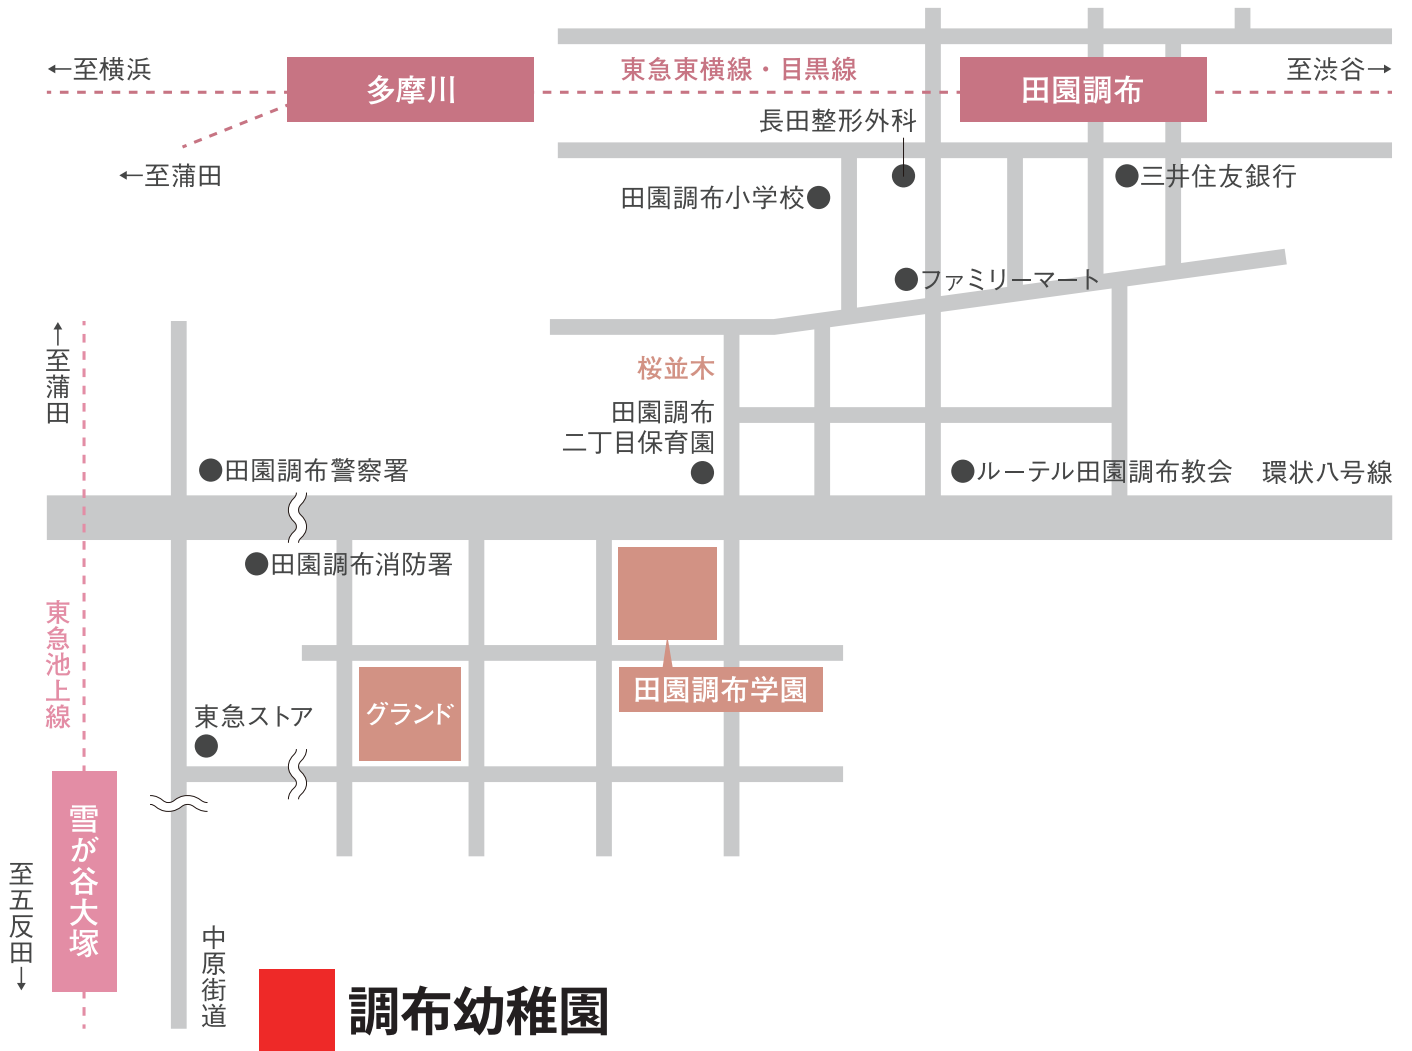 ←至横浜
多摩川
東急東横線・目黒線
田園調布
至渋谷→
長田整形外科
←至蒲田
田園調布小学校
三井住友銀行
ファミリーマート
←至蒲田
桜並木
田園調布
二丁目保育園
田園調布警察署
ルーテル田園調布教会
環状八号線
田園調布消防署
東急池上線
田園調布学園
グランド
東急ストア
雪が谷大塚
至五反田→
中原街道
調布幼稚園